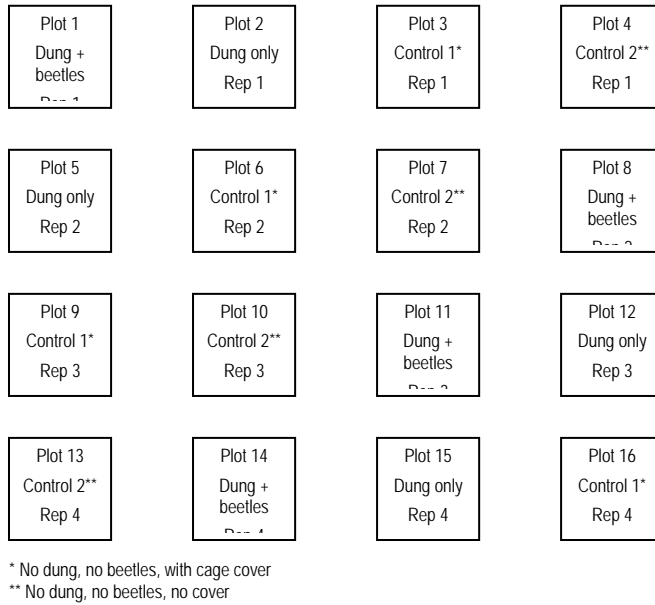 Plot 1
Dung +
beetles
Rep 1
Plot 2
Dung only
Rep 1
Plot 3
Control 1*
Rep 1
Plot 4
Control 2**
Rep 1
Plot 5
Dung only
Rep 2
Plot 6
Control 1*
Rep 2
Plot 7
Control 2**
Rep 2
Plot 8
Dung +
beetles
Plot 9
Control 1*
Rep 3
Plot 10
Control 2**
Rep 3
Plot 11
Dung +
beetles
Plot 12
Dung only
Rep 3
Plot 13
Control 2**
Rep 4
Plot 14
Dung +
beetles
Plot 15
Dung only
Rep 4
Plot 16
Control 1*
Rep 4
* No dung, no beetles, with cage cover
** No dung, no beetles, no cover